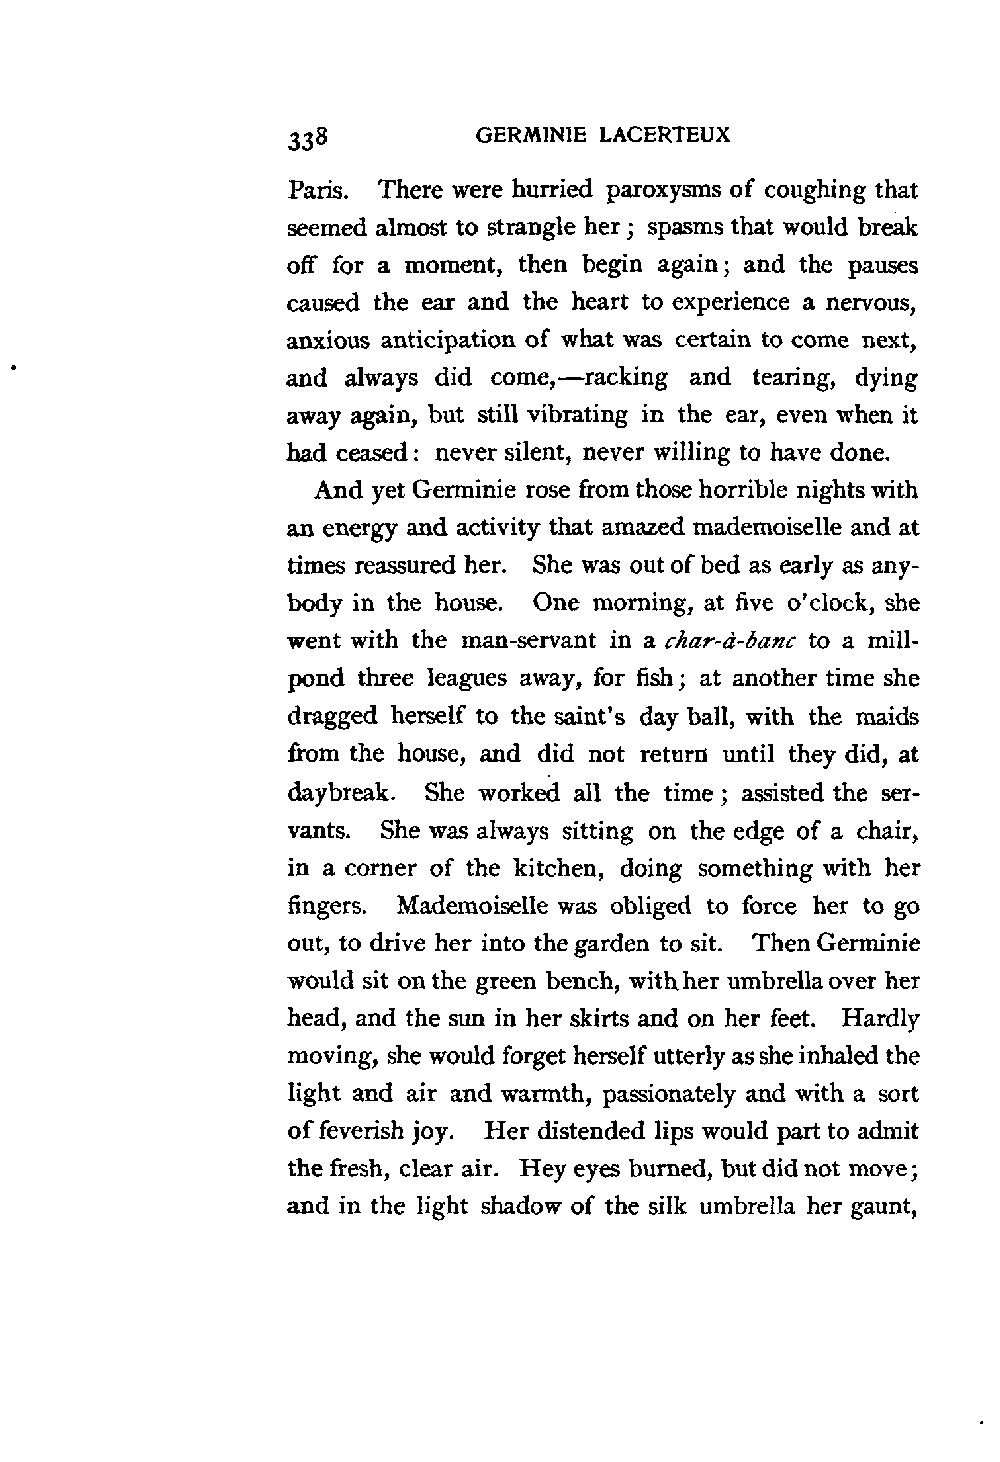 338 GERMINIE LACERTEUX
Paris. There were hurried paroxysms of coughing that
seemed almost to strangle her; spasms that would break
off for a moment, then begin again; and the pauses
caused the ear and the heart to experience a nervous,
anxious anticipation of what was certain to come next,
and always did come,—racking and tearing, dying
away again, but still vibrating in the ear, even when it
had ceased: never silent, never willing to have done.
And yet Germinie rose from those horrible nights with
an energy and activity that amazed mademoiselle and at
times reassured her. She was out of bed as early as any-
body in the house. One morning, at five o'clock, she
went with the man-servant in a char-à-banc to a mill-
pond three leagues away, for fish; at another time she
dragged herself to the saint's day ball, with the maids
from the house, and did not return until they did, at
daybreak. She worked all the time; assisted the ser-
vants. She was always sitting on the edge of a chair,
in a corner of the kitchen, doing something with her
fingers. Mademoiselle was obliged to force her to go
out, to drive her into the garden to sit. Then Germinie
would sit on the green bench, with her umbrella over her
head, and the sun in her skirts and on her feet. Hardly
moving, she would forget herself utterly as she inhaled the
light and air and warmth, passionately and with a sort
of feverish joy. Her distended lips would part to admit
the fresh, clear air. Hey eyes burned, but did not move;
and in the light shadow of the silk umbrella her gaunt,